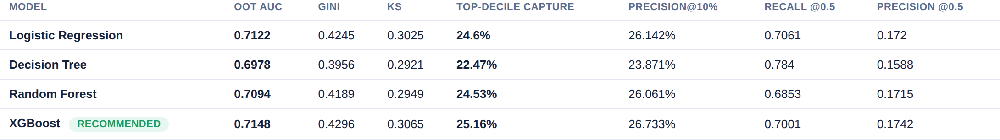 MODEL OOT AUC GINI KS TOP-DECILE CAPTURE PRECISION@10% RECALL @0.5 PRECISION @0.5
Logistic Regression 0.7122 0.4245 0.3025 24.6% 26.142% 0.7061 0.172
Decision Tree 0.6978 0.3956 0.2921 22.47% 23.871% 0.784 0.1588
Random Forest 0.7094 0.4189 0.2949 24.53% 26.061% 0.6853 0.1715
XGBoost RECOMMENDED 0.7148 0.4296 0.3065 25.16% 26.733% 0.7001 0.1742